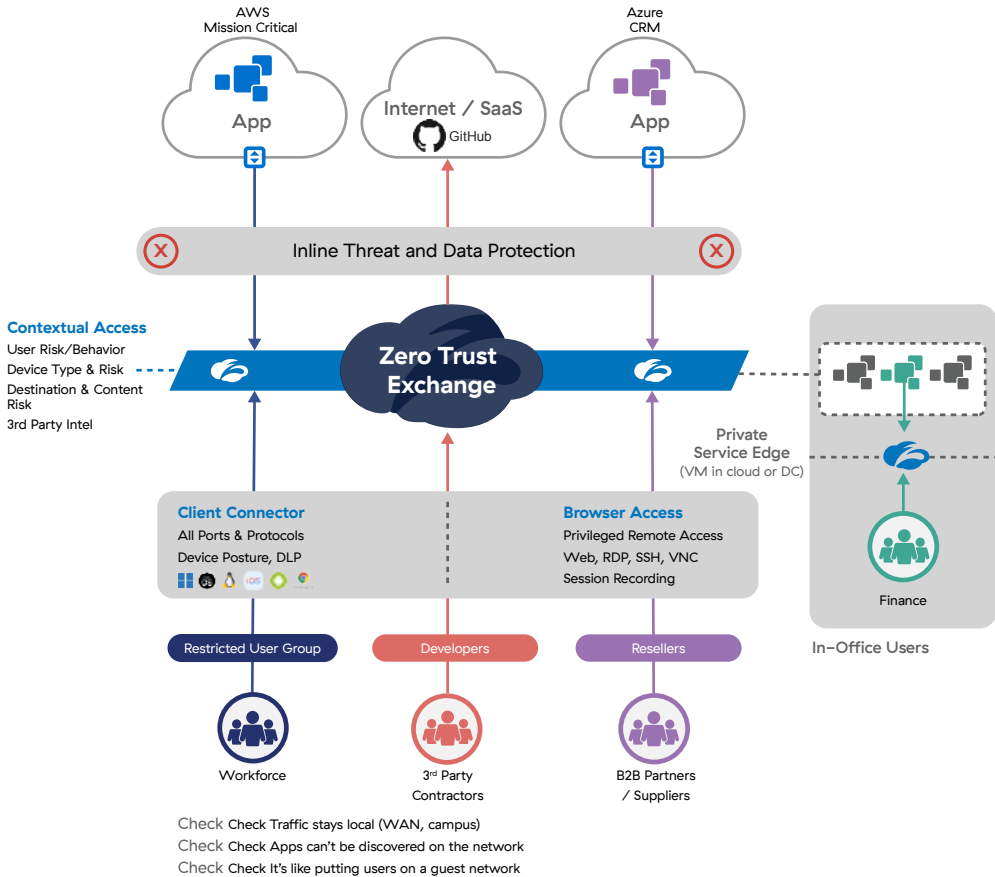 AWS
Mission Critical
App
Internet / SaaS
GitHub
Azure
CRM
App
X
Inline Threat and Data Protection
X
Contextual Access
User Risk/Behavior
Device Type & Risk
Destination & Content
Risk
3rd Party Intel
Zero Trust
Exchange
Private
Service Edge
(VM in cloud or DC)
Finance
In-Office Users
Client Connector
All Ports & Protocols
Device Posture, DLP
iOS
Browser Access
Privileged Remote Access
Web, RDP, SSH, VNC
Session Recording
Restricted User Group
Developers
Resellers
Workforce
3rd Party
Contractors
B2B Partners
/ Suppliers
Check Check Traffic stays local (WAN, campus)
Check Check Apps can't be discovered on the network
Check Check It's like putting users on a guest network